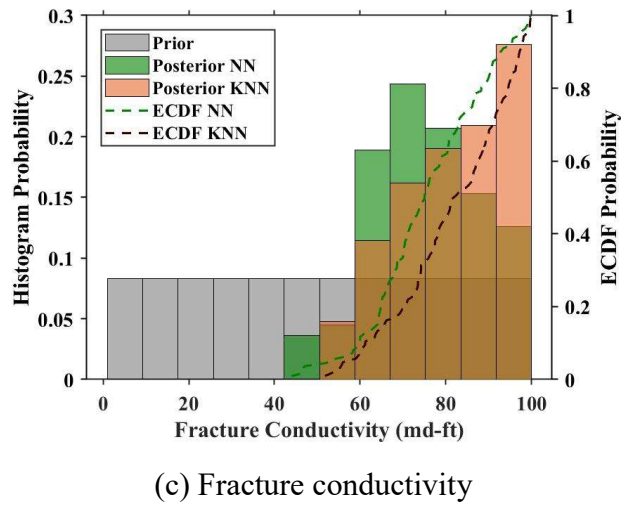 Histogram Probability
0.3
0.25
0.2
0.15
0.1
0.05
0
Prior
Posterior NN
Posterior KNN
ECDF NN
ECDF KNN
1
0.8
0.6
0.4
0.2
0
ECDF Probability
0 20 40 60 80 100
Fracture Conductivity (md-ft)
(c) Fracture conductivity